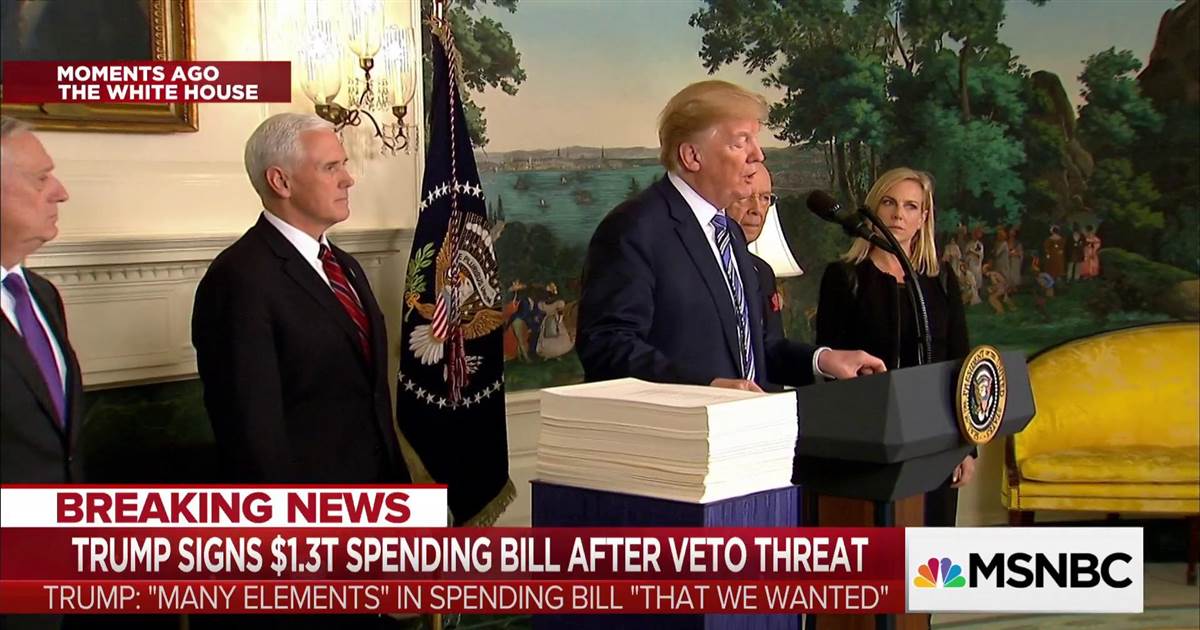 MOMENTS AGO
THE WHITE HOUSE
BREAKING NEWS
TRUMP SIGNS $1.3T SPENDING BILL AFTER VETO THREAT
TRUMP: "MANY ELEMENTS" IN SPENDING BILL "THAT WE WANTED"
MSNBC